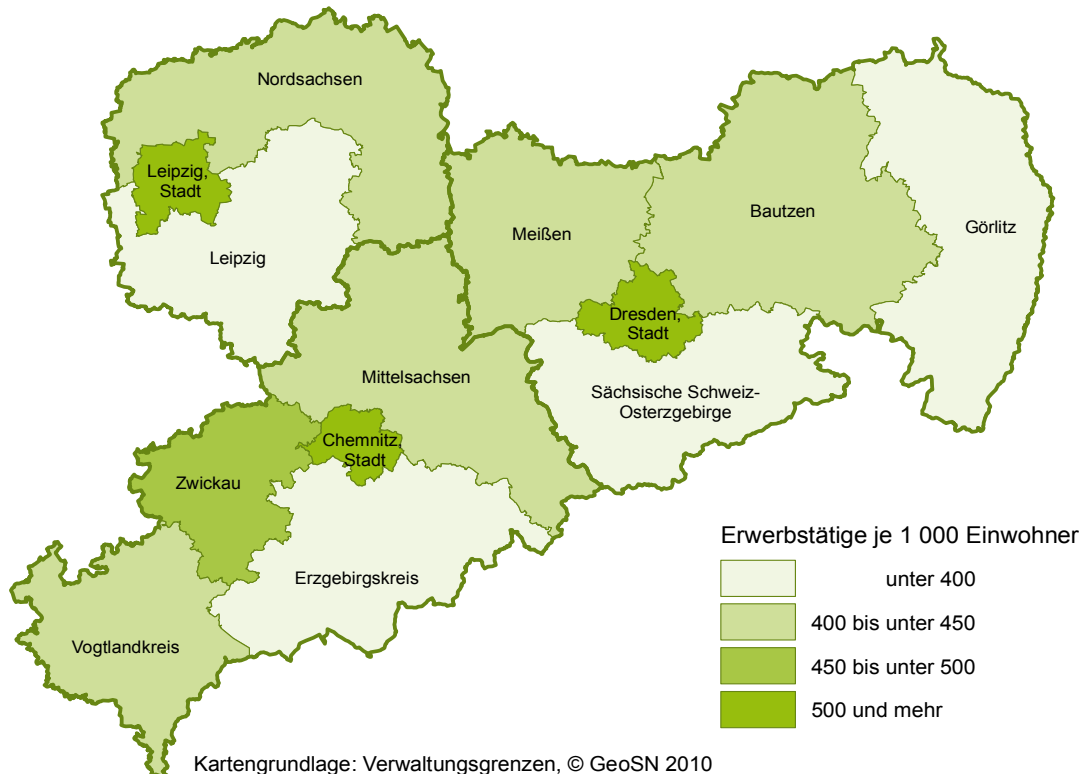 Nordsachsen
Leipzig,
Stadt
Leipzig
Meißen
Bautzen
Görlitz
Dresden,
Stadt
Mittelsachsen
Sächsische Schweiz-
Osterzgebirge
Chemnitz,
Stadt
Zwickau
Erzgebirgskreis
Vogtlandkreis
Erwerbstätige je 1 000 Einwohner
unter 400
400 bis unter 450
450 bis unter 500
500 und mehr
Kartengrundlage: Verwaltungsgrenzen, © GeoSN 2010